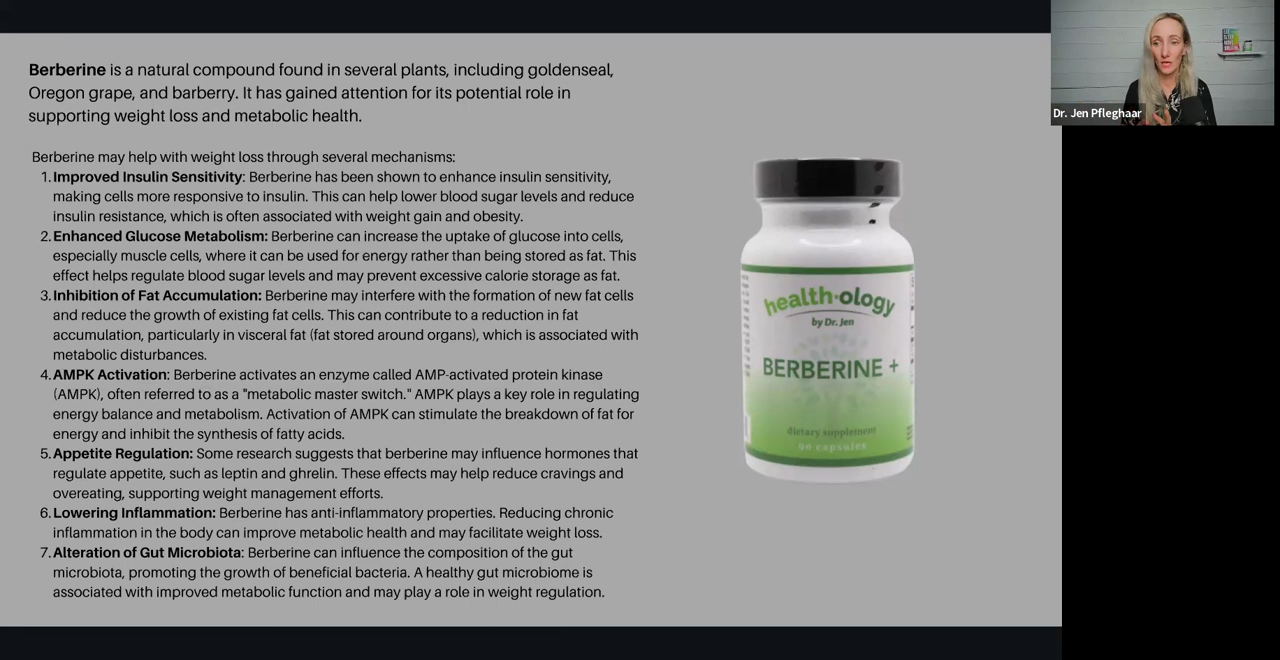 Berberine is a natural compound found in several plants, including goldenseal,
Oregon grape, and barberry. It has gained attention for its potential role in
supporting weight loss and metabolic health.
Berberine may help with weight loss through several mechanisms:
1. Improved Insulin Sensitivity: Berberine has been shown to enhance insulin sensitivity,
making cells more responsive to insulin. This can help lower blood sugar levels and reduce
insulin resistance, which is often associated with weight gain and obesity.
2. Enhanced Glucose Metabolism: Berberine can increase the uptake of glucose into cells,
especially muscle cells, where it can be used for energy rather than being stored as fat. This
effect helps regulate blood sugar levels and may prevent excessive calorie storage as fat.
3. Inhibition of Fat Accumulation: Berberine may interfere with the formation of new fat cells
and reduce the growth of existing fat cells. This can contribute to a reduction in fat
accumulation, particularly in visceral fat (fat stored around organs), which is associated with
metabolic disturbances.
4. AMPK Activation: Berberine activates an enzyme called AMP-activated protein kinase
(AMPK), often referred to as a "metabolic master switch." AMPK plays a key role in regulating
energy balance and metabolism. Activation of AMPK can stimulate the breakdown of fat for
energy and inhibit the synthesis of fatty acids.
5. Appetite Regulation: Some research suggests that berberine may influence hormones that
regulate appetite, such as leptin and ghrelin. These effects may help reduce cravings and
overeating, supporting weight management efforts.
6. Lowering Inflammation: Berberine has anti-inflammatory properties. Reducing chronic
inflammation in the body can improve metabolic health and may facilitate weight loss.
7. Alteration of Gut Microbiota: Berberine can influence the composition of the gut
microbiota, promoting the growth of beneficial bacteria. A healthy gut microbiome is
associated with improved metabolic function and may play a role in weight regulation.
health·ology
by Dr. Jen
BERBERINE +
dietary supplement
90 capsules
Dr. Jen Pfleghaar